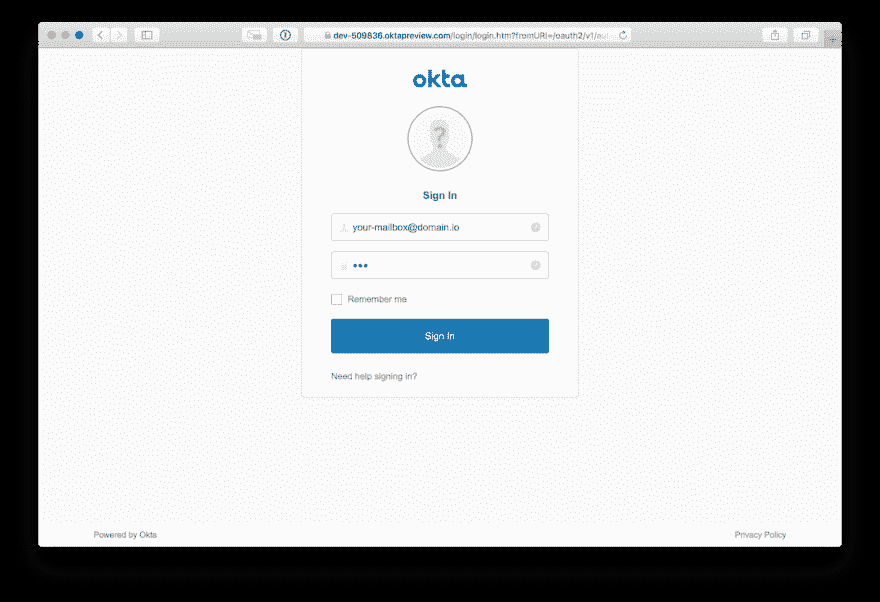 dev-509836.oktapreview.com/login/login.htm?fromURI=/oauth2/v1/au
okta
Sign In
your-mailbox@domain.io
Remember me
Sign In
Need help signing in?
Powered by Okta
Privacy Policy